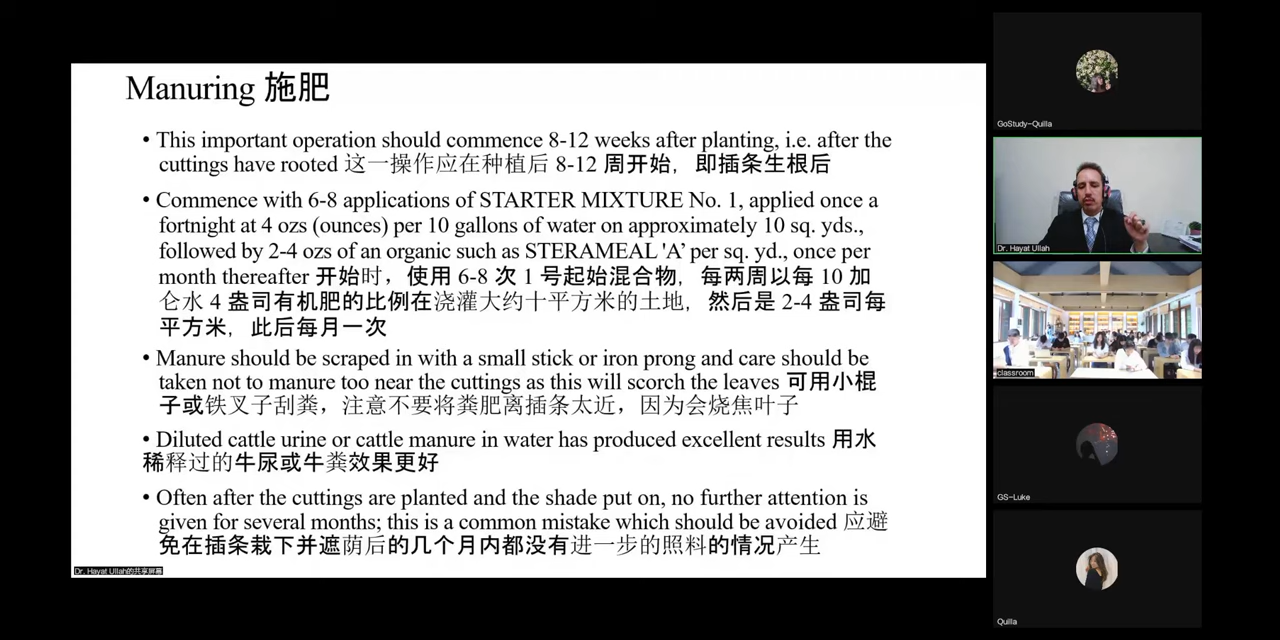 Manuring 施肥
• This important operation should commence 8-12 weeks after planting, i.e. after the
cuttings have rooted 这一操作应在种植后 8-12 周开始，即插条生根后
• Commence with 6-8 applications of STARTER MIXTURE No. 1, applied once a
fortnight at 4 ozs (ounces) per 10 gallons of water on approximately 10 sq. yds.,
followed by 2-4 ozs of an organic such as STERAMEAL 'A' per sq. yd., once per
month thereafter 开始时，使用 6-8 次 1 号起始混合物，每两周以每 10 加
仑水 4 盎司有机肥的比例在浇灌大约十平方米的土地，然后是 2-4 盎司每
平方米，此后每月一次
• Manure should be scraped in with a small stick or iron prong and care should be
taken not to manure too near the cuttings as this will scorch the leaves 可用小棍
子或铁叉子刮粪，注意不要将粪肥离插条太近，因为会烧焦叶子
• Diluted cattle urine or cattle manure in water has produced excellent results 用水
稀释过的牛尿或牛粪效果更好
• Often after the cuttings are planted and the shade put on, no further attention is
given for several months; this is a common mistake which should be avoided 应避
免在插条栽下并遮荫后的几个月内都没有进一步的照料的情况产生
Dr. Hayat Ullah的共享屏幕
GoStudy-Quilla
Dr. Hayat Ullah
classroom
GS-Luke
Quilla